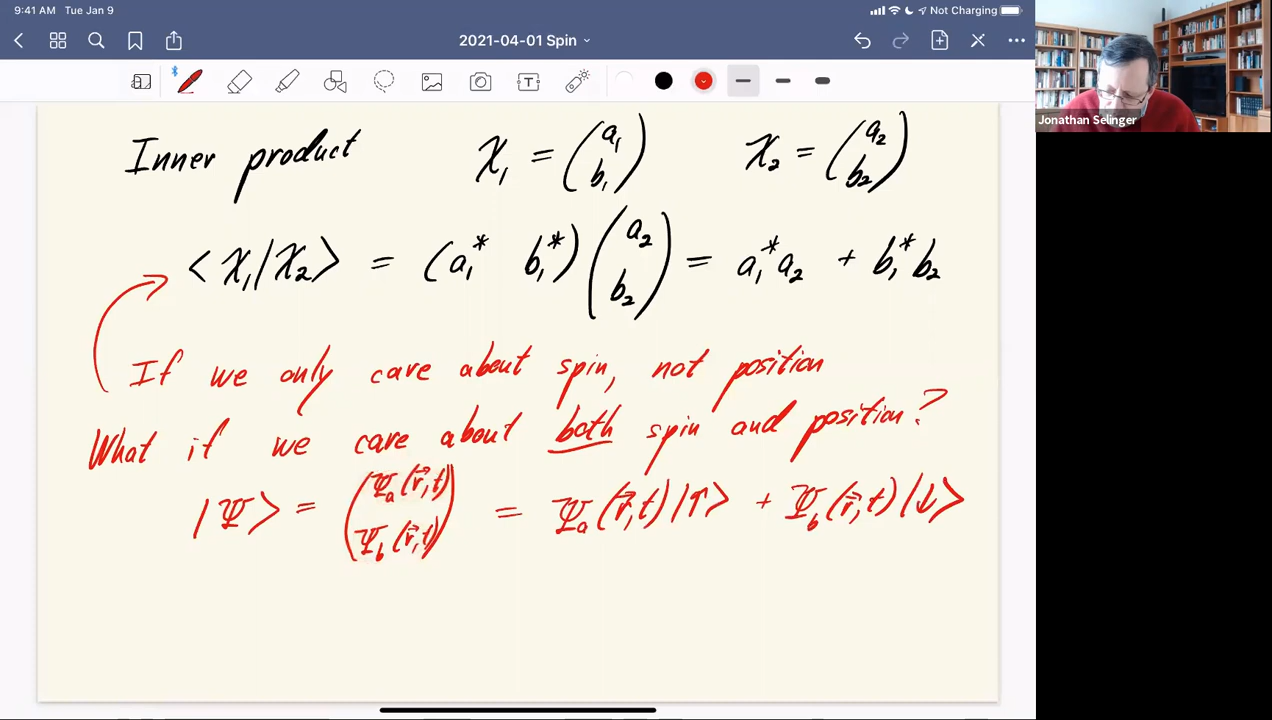 9:41 AM Tue Jan 9
Not Charging
2021-04-01 Spin
T
Jonathan Selinger
Inner product χ₁ = (a₁ b₁) χ₂ = (a₂ b₂)
<χ₁|χ₂> = (a₁* b₁*) (a₂ b₂) = a₁*a₂ + b₁*b₂
If we only care about spin, not position
What if we care about both spin and position?
|Ψ> = (Ψₐ(r⃗,t) Ψ_b(r⃗,t)) = Ψₐ(r⃗,t)|↑> + Ψ_b(r⃗,t)|↓>